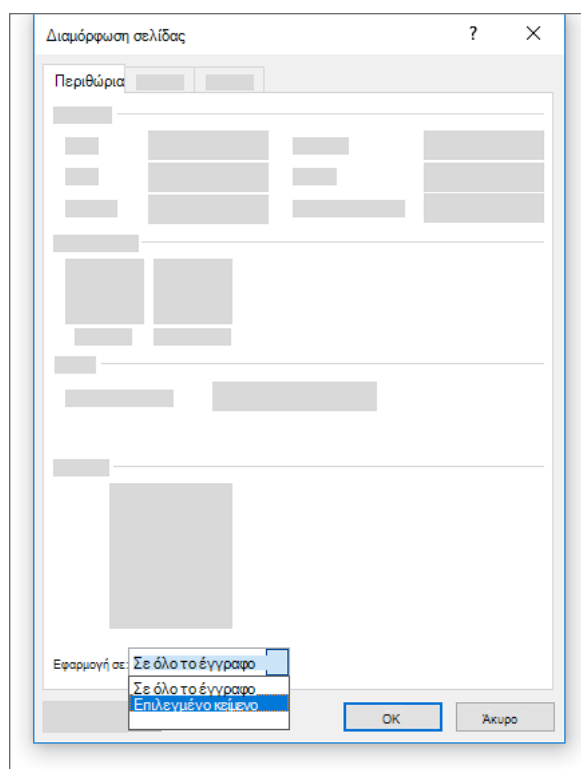 Διαμόρφωση σελίδας ?
Περιθώρια
Εφαρμογή σε: Σε όλο το έγγραφο
Σε όλο το έγγραφο
Επιλεγμένο κείμενο
OK Άκυρο